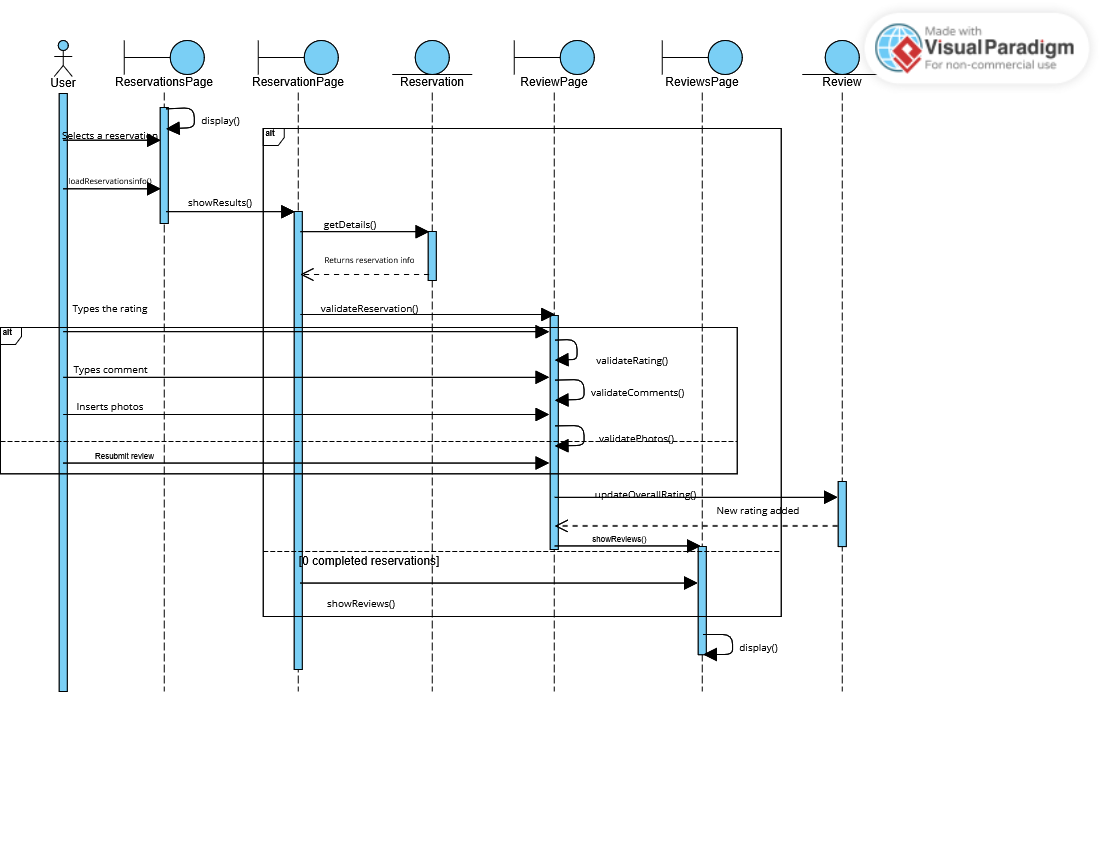 Made with
Visual Paradigm
For non-commercial use
User
ReservationsPage
ReservationPage
Reservation
ReviewPage
ReviewsPage
Review
display()
alt
Selects a reservation
loadReservationsinfo()
showResults()
getDetails()
Returns reservation info
Types the rating
validateReservation()
alt
validateRating()
Types comment
validateComments()
Inserts photos
validatePhotos()
Resubmit review
updateOverallRating()
New rating added
showReviews()
[0 completed reservations]
showReviews()
display()